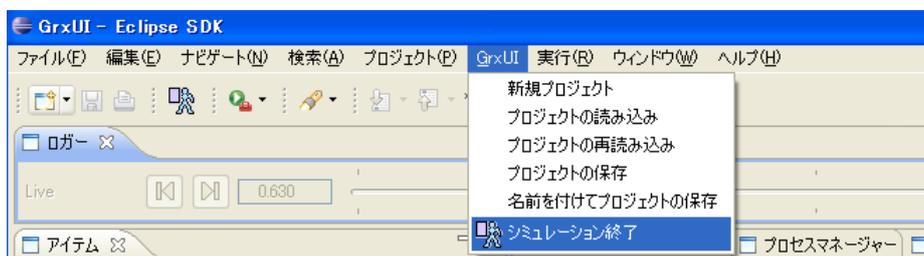 GrxUI - Eclipse SDK
ファイル(F) 編集(E) ナビゲート(N) 検索(A) プロジェクト(P) GrxUI 実行(R) ウィンドウ(W) ヘルプ(H)
新規プロジェクト
プロジェクトの読み込み
ロガー
プロジェクトの再読み込み
プロジェクトの保存
Live 0.630
名前を付けてプロジェクトの保存
シミュレーション終了
アイテム プロセスマネージャー